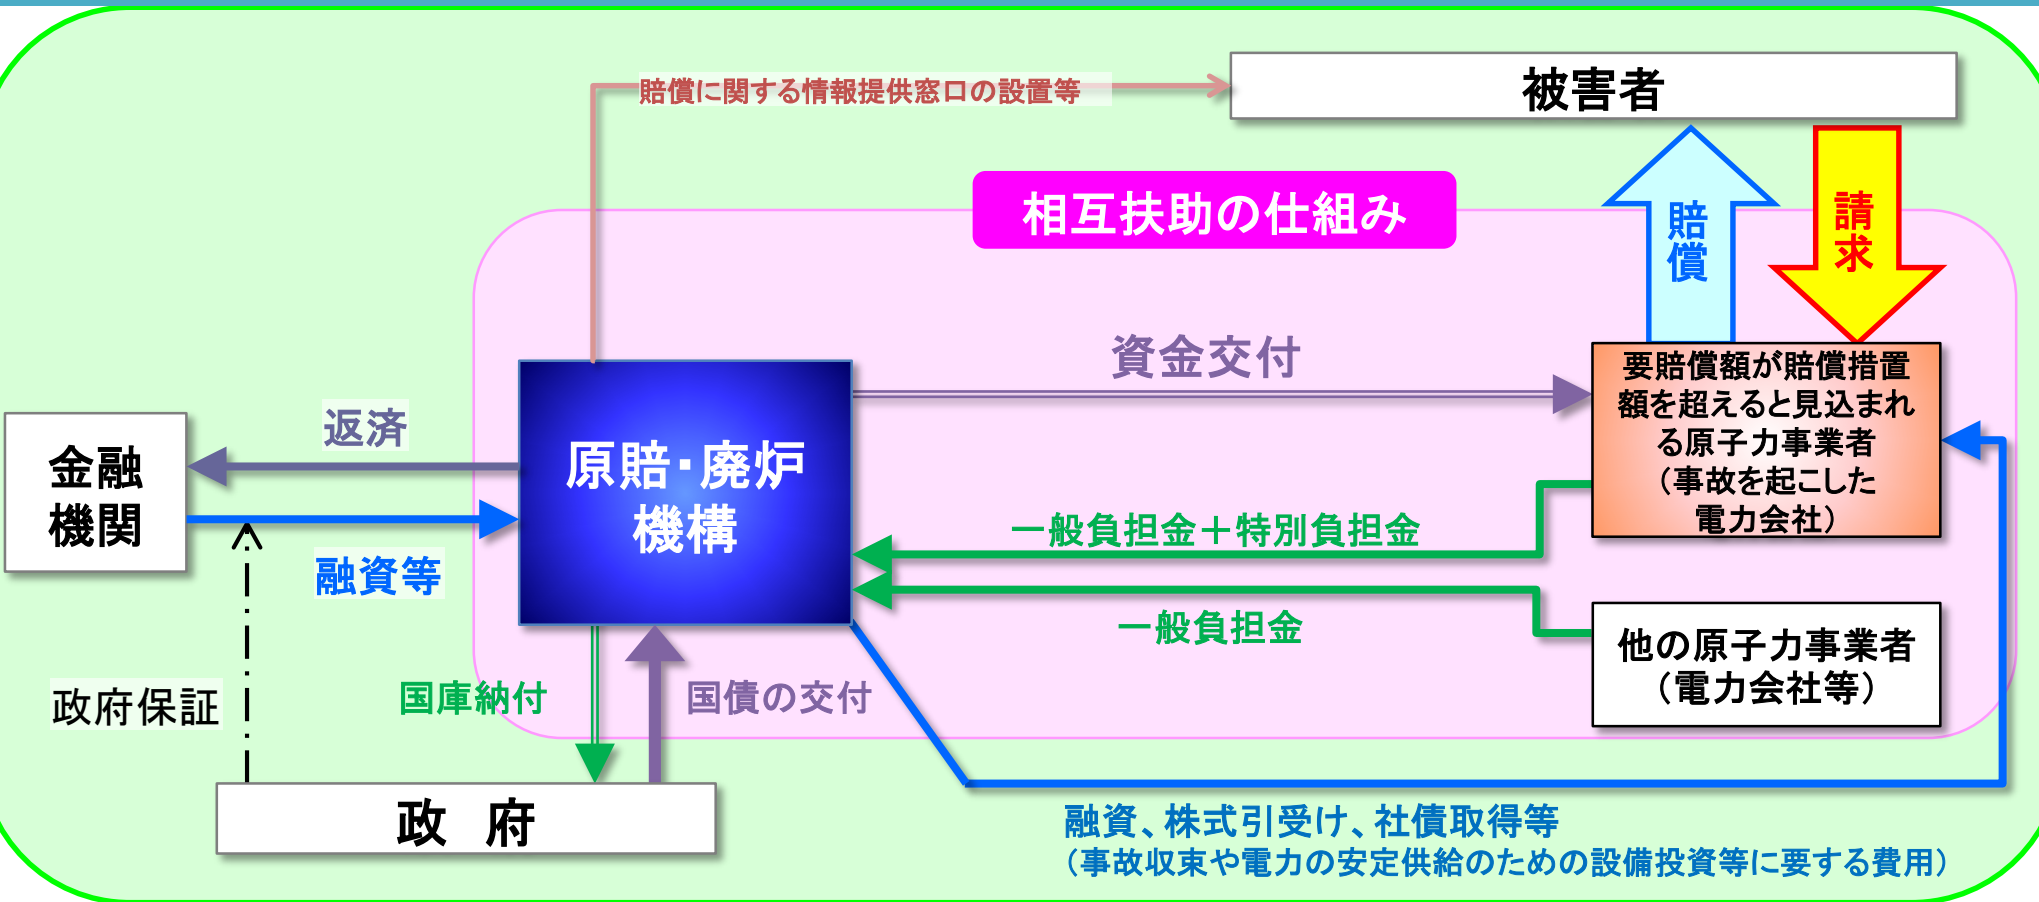 賠償に関する情報提供窓口の設置等
被害者
相互扶助の仕組み
賠償
請求
資金交付
要賠償額が賠償措置
額を超えると見込まれ
る原子力事業者
（事故を起こした
電力会社）
返済
金融
機関
原賠・廃炉
機構
融資等
一般負担金＋特別負担金
一般負担金
他の原子力事業者
（電力会社等）
政府保証
国庫納付
国債の交付
政　府
融資、株式引受け、社債取得等
（事故収束や電力の安定供給のための設備投資等に要する費用）